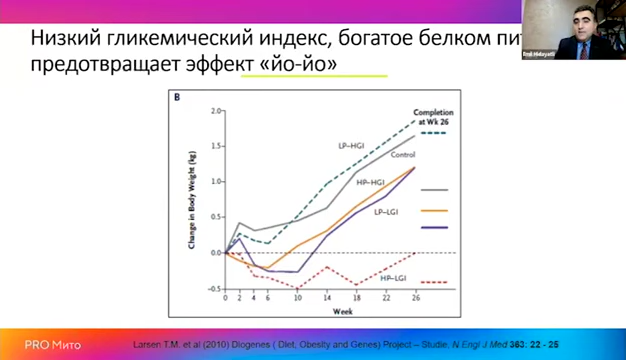 Низкий гликемический индекс, богатое белком
предотвращает эффект «йо-йо»
B
Completion
at Wk 26
LP–HGI
Control
HP–HGI
LP–LGI
HP–LGI
Change in Body Weight (kg)
2.0
1.5
1.0
0.5
0.0
−0.5
0 2 4 6 10 14 18 22 26
Week
PRO Мито
Larsen T.M. et al (2010) Diogenes ( Diet, Obesity and Genes) Project – Studie, N Engl J Med 363: 22 - 25